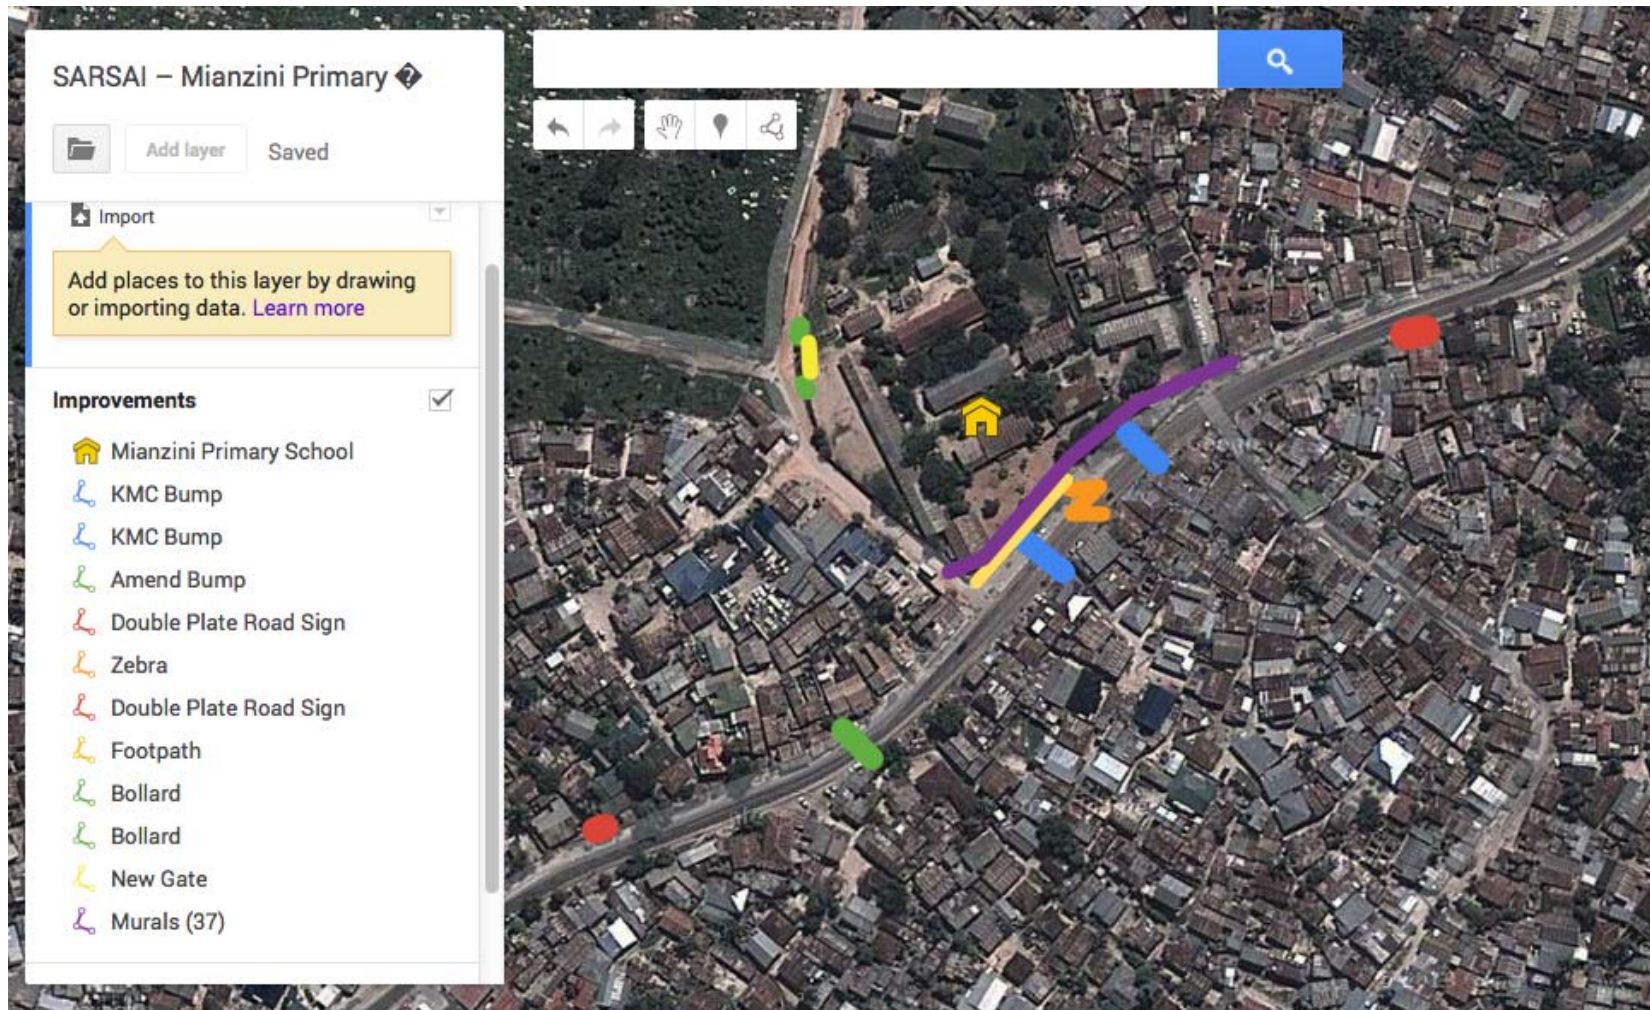 SARSAI – Mianzini Primary �
Add layer
Saved
Import
Add places to this layer by drawing
or importing data. Learn more
Improvements
Mianzini Primary School
KMC Bump
KMC Bump
Amend Bump
Double Plate Road Sign
Zebra
Double Plate Road Sign
Footpath
Bollard
Bollard
New Gate
Murals (37)